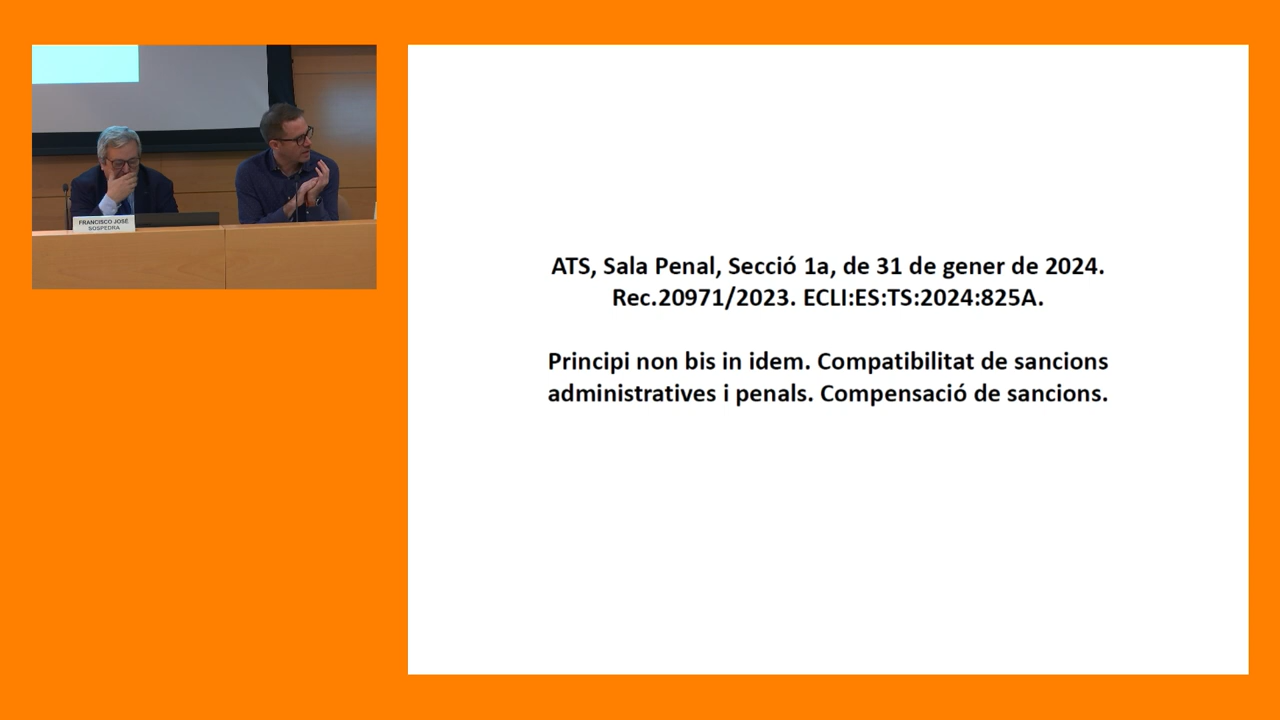 FRANCISCO JOSÉ
SOSPEDRA
ATS, Sala Penal, Secció 1a, de 31 de gener de 2024.
Rec.20971/2023. ECLI:ES:TS:2024:825A.
Principi non bis in idem. Compatibilitat de sancions
administratives i penals. Compensació de sancions.